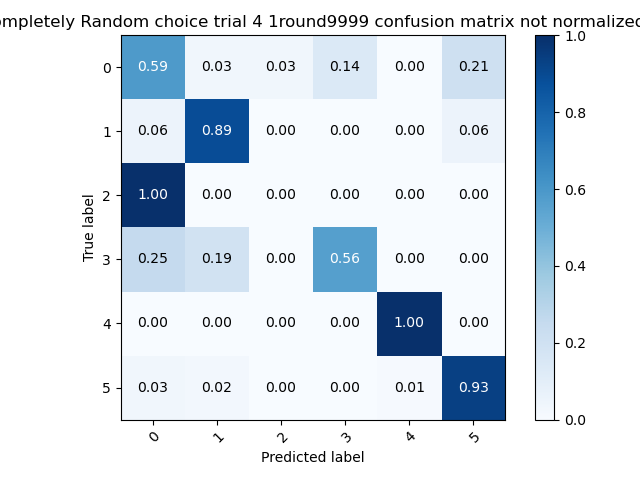 mpletely Random choice trial 4 1round9999 confusion matrix not normalized
True label
0 0.59 0.03 0.03 0.14 0.00 0.21
1 0.06 0.89 0.00 0.00 0.00 0.06
2 1.00 0.00 0.00 0.00 0.00 0.00
3 0.25 0.19 0.00 0.56 0.00 0.00
4 0.00 0.00 0.00 0.00 1.00 0.00
5 0.03 0.02 0.00 0.00 0.01 0.93
0 1 2 3 4 5
Predicted label
1.0
0.8
0.6
0.4
0.2
0.0